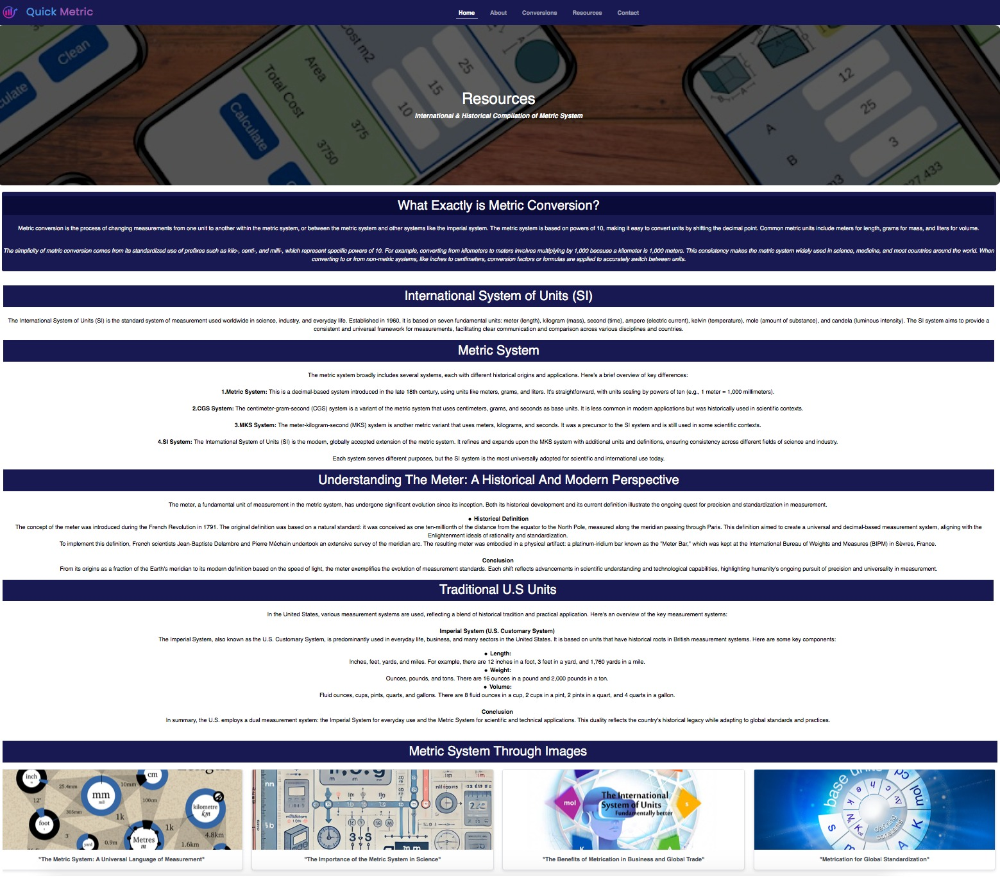 Quick Metric
Home About Conversions Resources Contact
Clean
Calculate
Total Cost
Area
Cost m2
10
15
25
375
3750
Resources
International & Historical Compilation of Metric System
12
25
3
A
B
What Exactly is Metric Conversion?
Metric conversion is the process of changing measurements from one unit to another within the metric system, or between the metric system and other systems like the imperial system. The metric system is based on powers of 10, making it easy to convert units by shifting the decimal point. Common metric units include meters for length, grams for mass, and liters for volume.
The simplicity of metric conversion comes from its standardized use of prefixes such as kilo-, centi-, and milli-, which represent specific powers of 10. For example, converting from kilometers to meters involves multiplying by 1,000 because a kilometer is 1,000 meters. This consistency makes the metric system widely used in science, medicine, and most countries around the world. When
converting to or from non-metric systems, like inches to centimeters, conversion factors or formulas are applied to accurately switch between units.
International System of Units (SI)
The International System of Units (SI) is the standard system of measurement used worldwide in science, industry, and everyday life. Established in 1960, it is based on seven fundamental units: meter (length), kilogram (mass), second (time), ampere (electric current), kelvin (temperature), mole (amount of substance), and candela (luminous intensity). The SI system aims to provide a
consistent and universal framework for measurements, facilitating clear communication and comparison across various disciplines and countries.
Metric System
The metric system broadly includes several systems, each with different historical origins and applications. Here's a brief overview of key differences:
1.Metric System: This is a decimal-based system introduced in the late 18th century, using units like meters, grams, and liters. It's straightforward, with units scaling by powers of ten (e.g., 1 meter = 1,000 millimeters).
2.CGS System: The centimeter-gram-second (CGS) system is a variant of the metric system that uses centimeters, grams, and seconds as base units. It is less common in modern applications but was historically used in scientific contexts.
3.MKS System: The meter-kilogram-second (MKS) system is another metric variant that uses meters, kilograms, and seconds. It was a precursor to the SI system and is still used in some scientific contexts.
4.SI System: The International System of Units (SI) is the modern, globally accepted extension of the metric system. It refines and expands upon the MKS system with additional units and definitions, ensuring consistency across different fields of science and industry.
Each system serves different purposes, but the SI system is the most universally adopted for scientific and international use today.
Understanding The Meter: A Historical And Modern Perspective
The meter, a fundamental unit of measurement in the metric system, has undergone significant evolution since its inception. Both its historical development and its current definition illustrate the ongoing quest for precision and standardization in measurement.
● Historical Definition
The concept of the meter was introduced during the French Revolution in 1791. The original definition was based on a natural standard: it was conceived as one ten-millionth of the distance from the equator to the North Pole, measured along the meridian passing through Paris. This definition aimed to create a universal and decimal-based measurement system, aligning with the
Enlightenment ideals of rationality and standardization.
To implement this definition, French scientists Jean-Baptiste Delambre and Pierre Méchain undertook an extensive survey of the meridian arc. The resulting meter was embodied in a physical artifact: a platinum-iridium bar known as the "Meter Bar," which was kept at the International Bureau of Weights and Measures (BIPM) in Sèvres, France.
Conclusion
From its origins as a fraction of the Earth's meridian to its modern definition based on the speed of light, the meter exemplifies the evolution of measurement standards. Each shift reflects advancements in scientific understanding and technological capabilities, highlighting humanity's ongoing pursuit of precision and universality in measurement.
Traditional U.S Units
In the United States, various measurement systems are used, reflecting a blend of historical tradition and practical application. Here's an overview of the key measurement systems:
Imperial System (U.S. Customary System)
The Imperial System, also known as the U.S. Customary System, is predominantly used in everyday life, business, and many sectors in the United States. It is based on units that have historical roots in British measurement systems. Here are some key components:
● Length:
Inches, feet, yards, and miles. For example, there are 12 inches in a foot, 3 feet in a yard, and 1,760 yards in a mile.
● Weight:
Ounces, pounds, and tons. There are 16 ounces in a pound and 2,000 pounds in a ton.
● Volume:
Fluid ounces, cups, pints, quarts, and gallons. There are 8 fluid ounces in a cup, 2 cups in a pint, 2 pints in a quart, and 4 quarts in a gallon.
Conclusion
In summary, the U.S. employs a dual measurement system: the Imperial System for everyday use and the Metric System for scientific and technical applications. This duality reflects the country's historical legacy while adapting to global standards and practices.
Metric System Through Images
inch
25.4mm
10mm
cm
mm
mil
12"
100cm
kilometre
km
305mm
1k
foot
3'
yard
0.9m
Metres
m
1k
1.6km
4.8km
The International
System of Units
Fundamentally better
mol
s
K
A
base units
mol
K
A
s
defining
constants
"The Metric System: A Universal Language of Measurement"
"The Importance of the Metric System in Science"
"The Benefits of Metrication in Business and Global Trade"
"Metrication for Global Standardization"